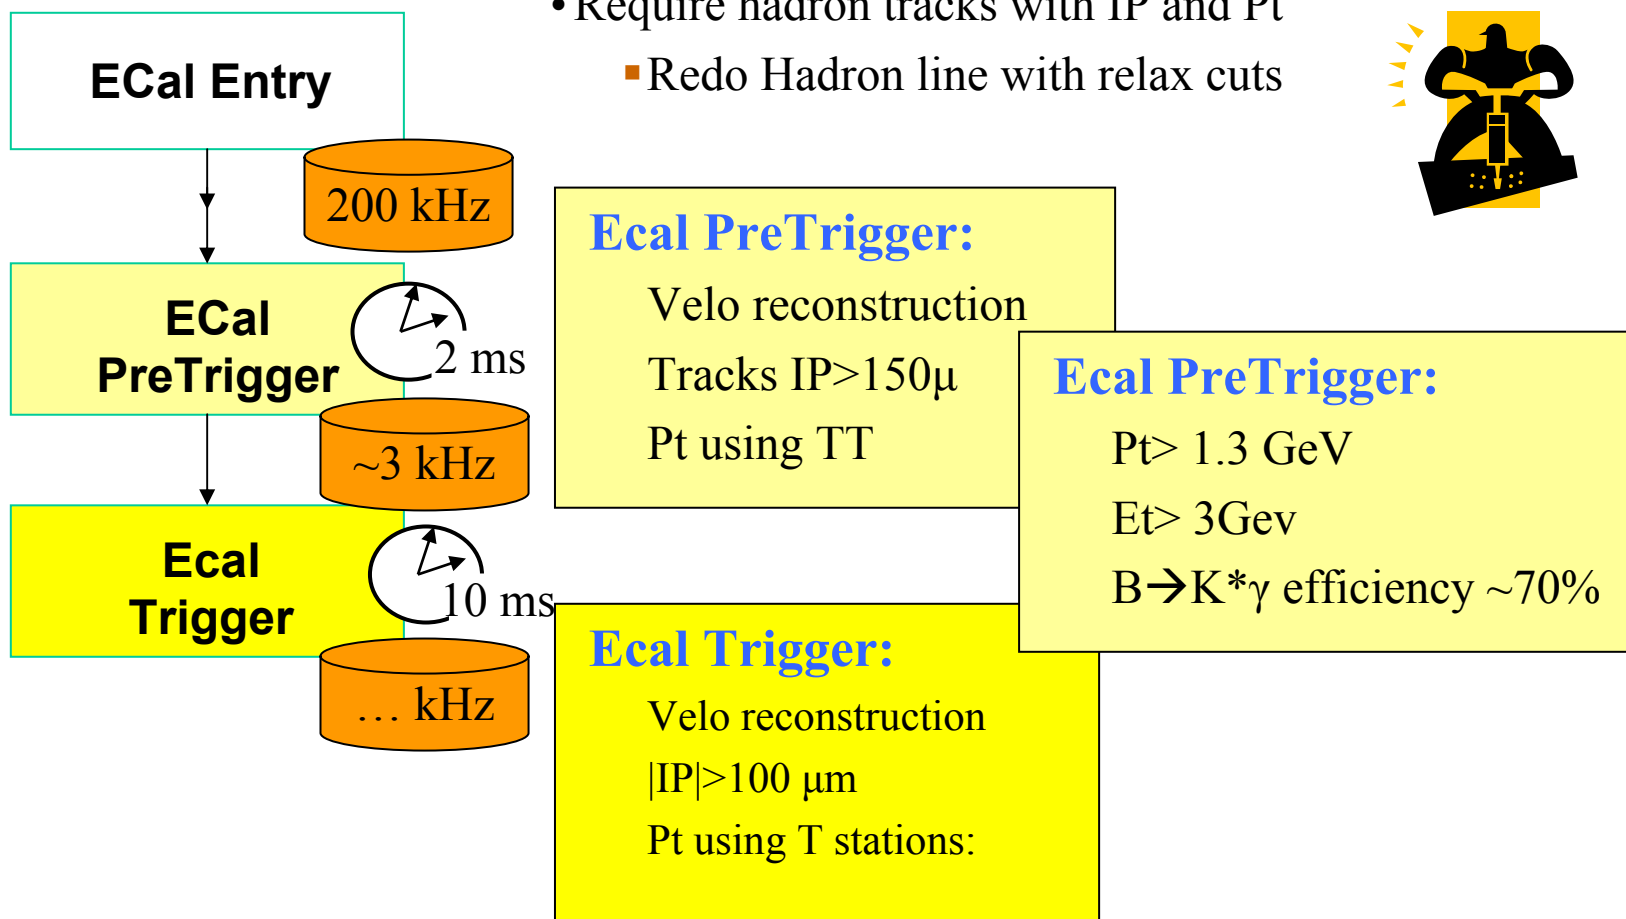 • Require hadron tracks with IP and Pt
▪ Redo Hadron line with relax cuts
ECal Entry
200 kHz
ECal
PreTrigger
2 ms
~3 kHz
Ecal
Trigger
10 ms
… kHz
Ecal PreTrigger:
Velo reconstruction
Tracks IP>150μ
Pt using TT
Ecal PreTrigger:
Pt> 1.3 GeV
Et> 3Gev
B→K*γ efficiency ~70%
Ecal Trigger:
Velo reconstruction
|IP|>100 μm
Pt using T stations: